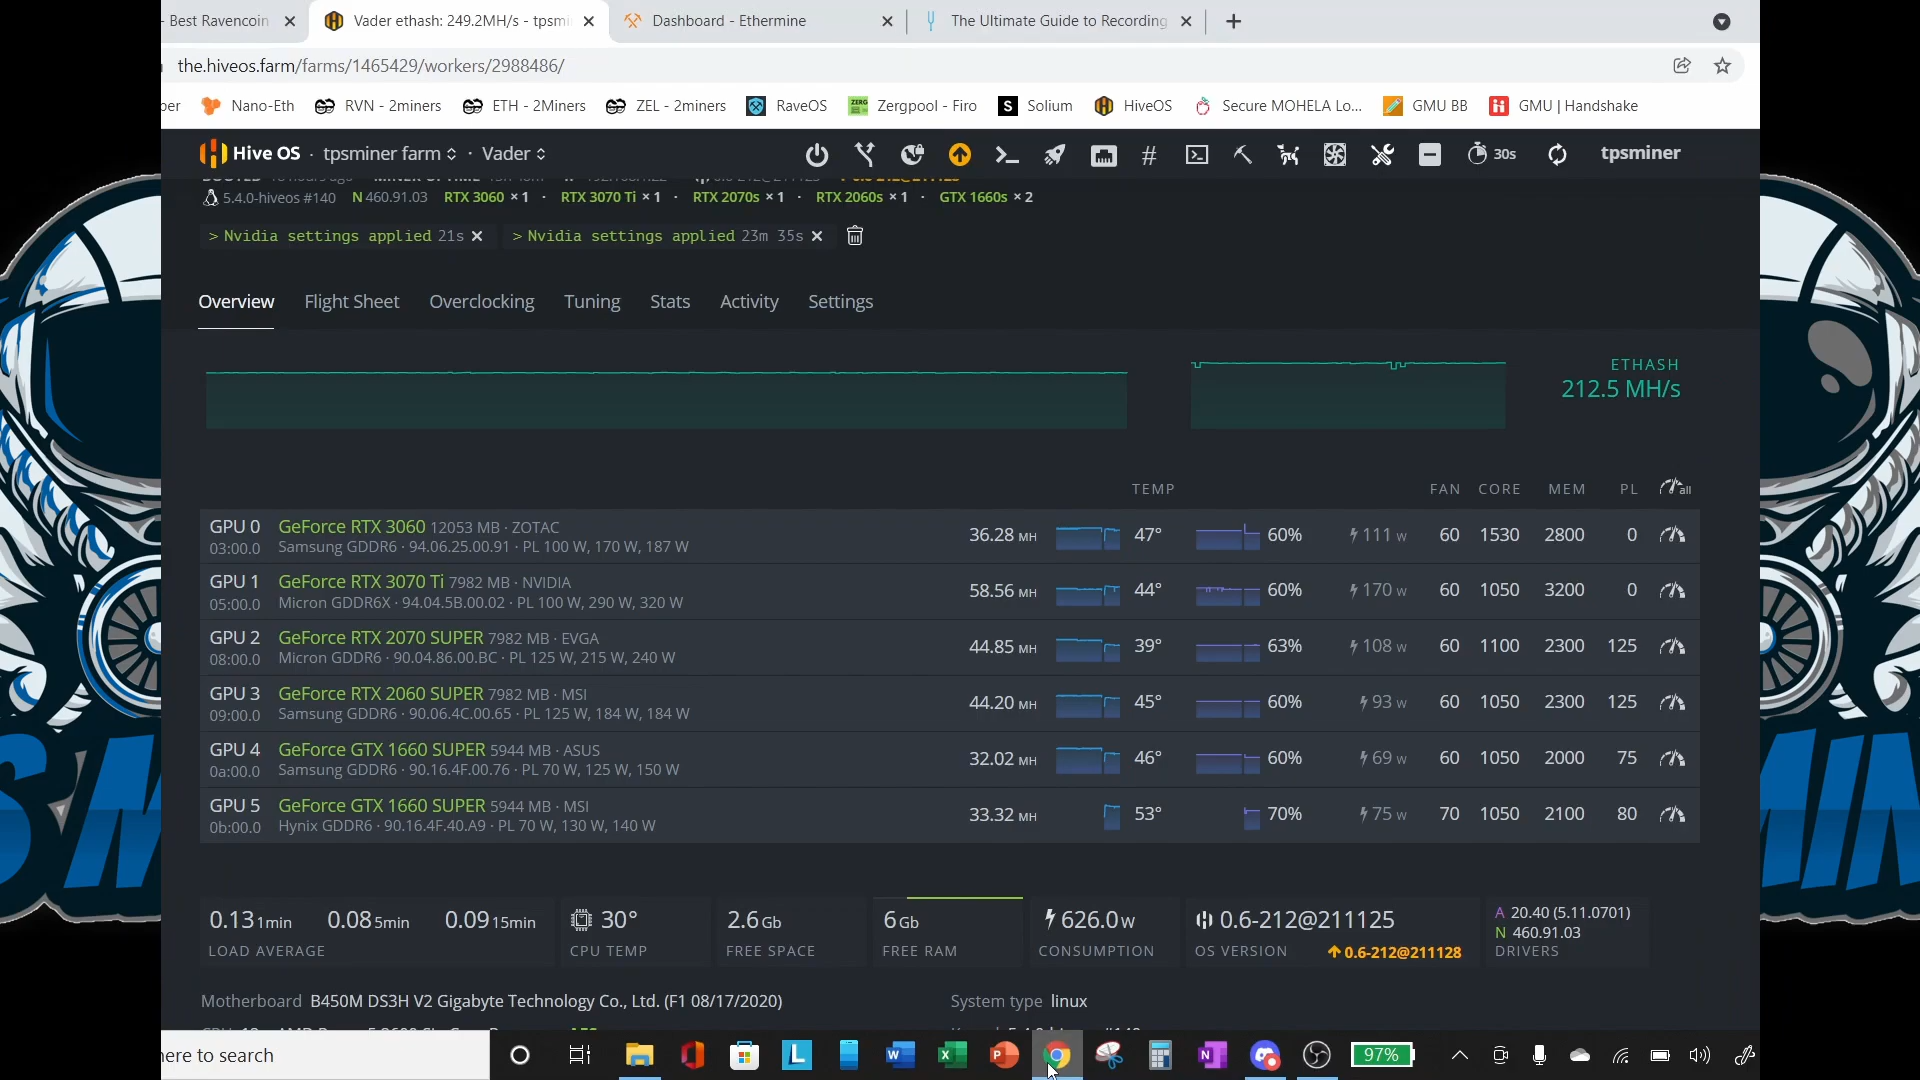 - Best Ravencoin
Vader ethash: 249.2MH/s - tpsmi
Dashboard - Ethermine
The Ultimate Guide to Recording
the.hiveos.farm/farms/1465429/workers/2988486/
per Nano-Eth RVN - 2miners ETH - 2Miners ZEL - 2miners RaveOS Zergpool - Firo Solium HiveOS Secure MOHELA Lo... GMU BB GMU | Handshake
Hive OS · tpsminer farm · Vader
30s tpsminer
5.4.0-hiveos #140 N 460.91.03 RTX 3060 × 1 · RTX 3070 Ti × 1 · RTX 2070s × 1 · RTX 2060s × 1 · GTX 1660s × 2
> Nvidia settings applied 21s × > Nvidia settings applied 23m 35s ×
Overview Flight Sheet Overclocking Tuning Stats Activity Settings
ETHASH
212.5 MH/s
TEMP FAN CORE MEM PL all
GPU 0 GeForce RTX 3060 12053 MB · ZOTAC 36.28 MH 47° 60% 111 W 60 1530 2800 0
03:00.0 Samsung GDDR6 · 94.06.25.00.91 · PL 100 W, 170 W, 187 W
GPU 1 GeForce RTX 3070 Ti 7982 MB · NVIDIA 58.56 MH 44° 60% 170 W 60 1050 3200 0
05:00.0 Micron GDDR6X · 94.04.5B.00.02 · PL 100 W, 290 W, 320 W
GPU 2 GeForce RTX 2070 SUPER 7982 MB · EVGA 44.85 MH 39° 63% 108 W 60 1100 2300 125
08:00.0 Micron GDDR6 · 90.04.86.00.BC · PL 125 W, 215 W, 240 W
GPU 3 GeForce RTX 2060 SUPER 7982 MB · MSI 44.20 MH 45° 60% 93 W 60 1050 2300 125
09:00.0 Samsung GDDR6 · 90.06.4C.00.65 · PL 125 W, 184 W, 184 W
GPU 4 GeForce GTX 1660 SUPER 5944 MB · ASUS 32.02 MH 46° 60% 69 W 60 1050 2000 75
0a:00.0 Samsung GDDR6 · 90.16.4F.00.76 · PL 70 W, 125 W, 150 W
GPU 5 GeForce GTX 1660 SUPER 5944 MB · MSI 33.32 MH 53° 70% 75 W 70 1050 2100 80
0b:00.0 Hynix GDDR6 · 90.16.4F.40.A9 · PL 70 W, 130 W, 140 W
0.13 1min 0.08 5min 0.09 15min
LOAD AVERAGE
30°
CPU TEMP
2.6 Gb
FREE SPACE
6 Gb
FREE RAM
626.0 W
CONSUMPTION
0.6-212@211125
OS VERSION 0.6-212@211128
A 20.40 (5.11.0701)
N 460.91.03
DRIVERS
Motherboard B450M DS3H V2 Gigabyte Technology Co., Ltd. (F1 08/17/2020)
System type linux
here to search
97%